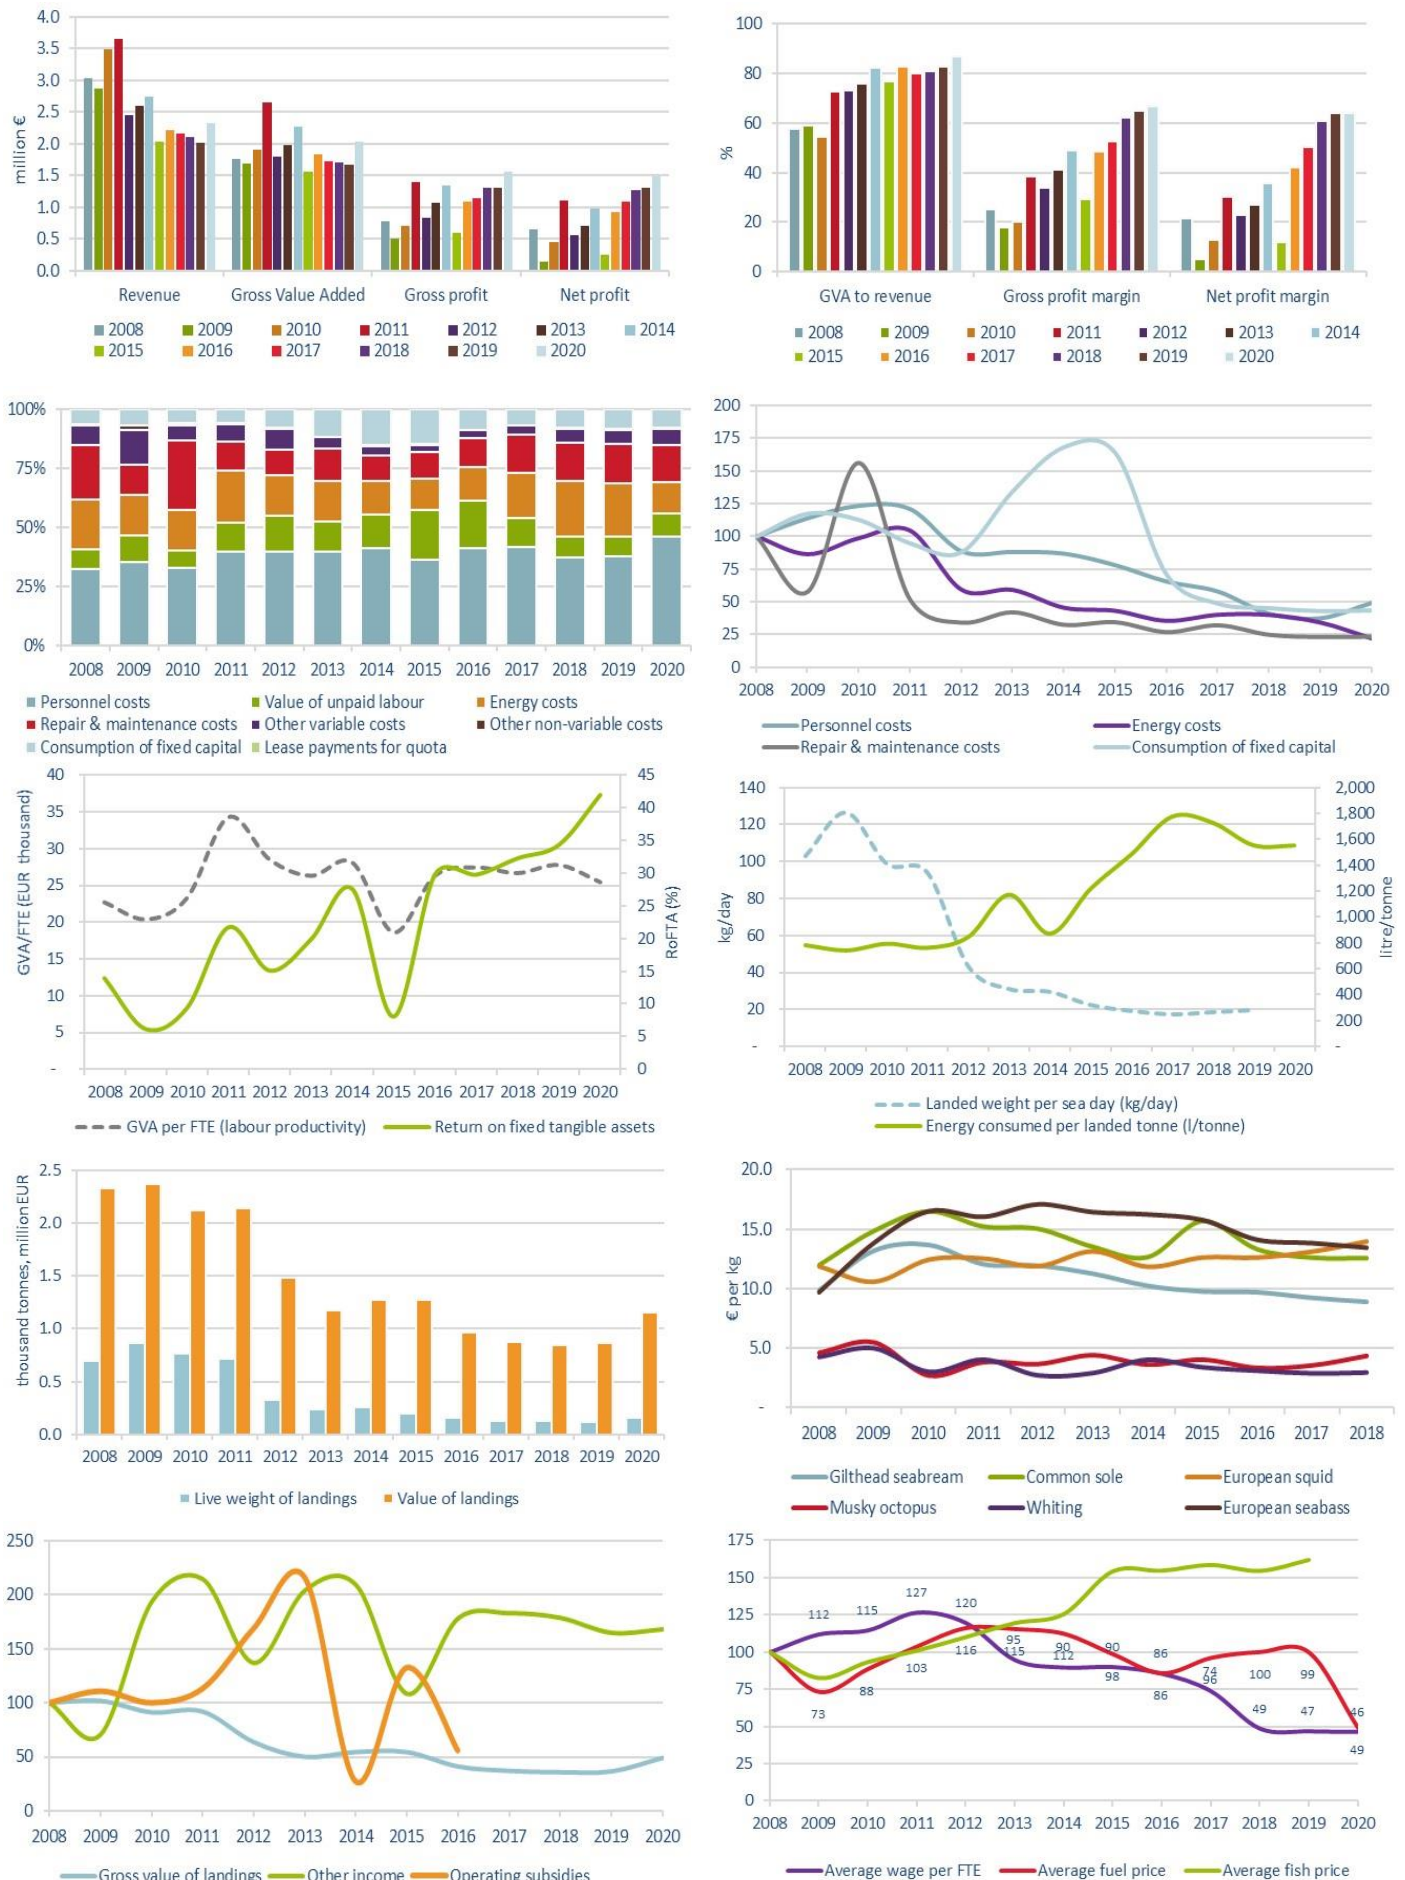 4.0
3.5
3.0
2.5
2.0
1.5
1.0
0.5
0.0
million €
Revenue Gross Value Added Gross profit Net profit
2008 2009 2010 2011 2012 2013 2014
2015 2016 2017 2018 2019 2020
100
80
60
40
20
0
%
GVA to revenue Gross profit margin Net profit margin
2008 2009 2010 2011 2012 2013 2014
2015 2016 2017 2018 2019 2020
100%
75%
50%
25%
0%
2008 2009 2010 2011 2012 2013 2014 2015 2016 2017 2018 2019 2020
Personnel costs Value of unpaid labour Energy costs
Repair & maintenance costs Other variable costs Other non-variable costs
Consumption of fixed capital Lease payments for quota
200
175
150
125
100
75
50
25
0
2008 2009 2010 2011 2012 2013 2014 2015 2016 2017 2018 2019 2020
Personnel costs Energy costs
Repair & maintenance costs Consumption of fixed capital
40
35
30
25
20
15
10
5
-
GVA/FTE (EUR thousand)
45
40
35
30
25
20
15
10
5
0
RoFTA (%)
2008 2009 2010 2011 2012 2013 2014 2015 2016 2017 2018 2019 2020
GVA per FTE (labour productivity) Return on fixed tangible assets
140
120
100
80
60
40
20
-
kg/day
2,000
1,800
1,600
1,400
1,200
1,000
800
600
400
200
-
litre/tonne
2008 2009 2010 2011 2012 2013 2014 2015 2016 2017 2018 2019 2020
Landed weight per sea day (kg/day)
Energy consumed per landed tonne (l/tonne)
2.5
2.0
1.5
1.0
0.5
0.0
thousand tonnes, million EUR
2008 2009 2010 2011 2012 2013 2014 2015 2016 2017 2018 2019 2020
Live weight of landings Value of landings
20.0
15.0
10.0
5.0
-
€ per kg
2008 2009 2010 2011 2012 2013 2014 2015 2016 2017 2018
Gilthead seabream Common sole European squid
Musky octopus Whiting European seabass
250
200
150
100
50
0
2008 2009 2010 2011 2012 2013 2014 2015 2016 2017 2018 2019 2020
Gross value of landings Other income Operating subsidies
175
150
125
100
75
50
25
0
112 115 127 120 95 90 90 86 74 49 47 46
73 88 103 116 115 112 98 86 96 100 99 49
2008 2009 2010 2011 2012 2013 2014 2015 2016 2017 2018 2019 2020
Average wage per FTE Average fuel price Average fish price